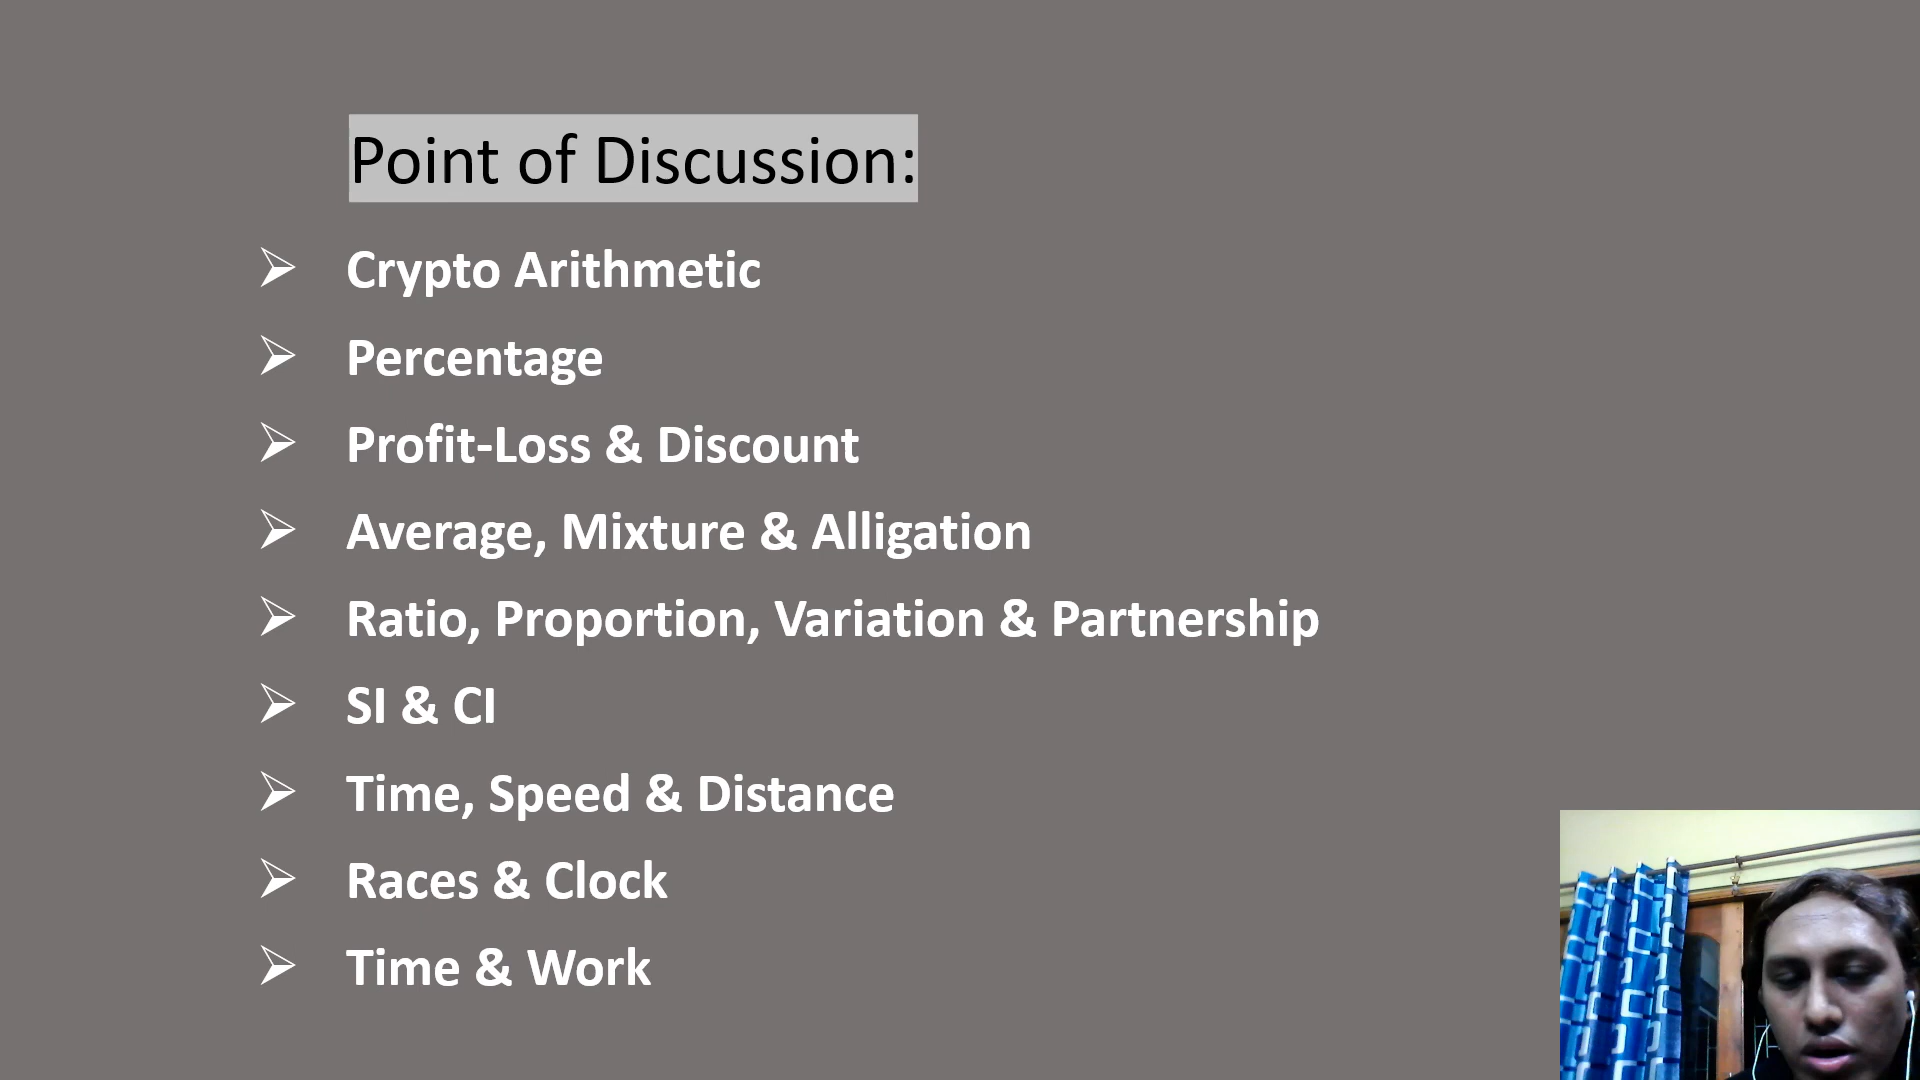 Point of Discussion:
Crypto Arithmetic
Percentage
Profit-Loss & Discount
Average, Mixture & Alligation
Ratio, Proportion, Variation & Partnership
SI & CI
Time, Speed & Distance
Races & Clock
Time & Work